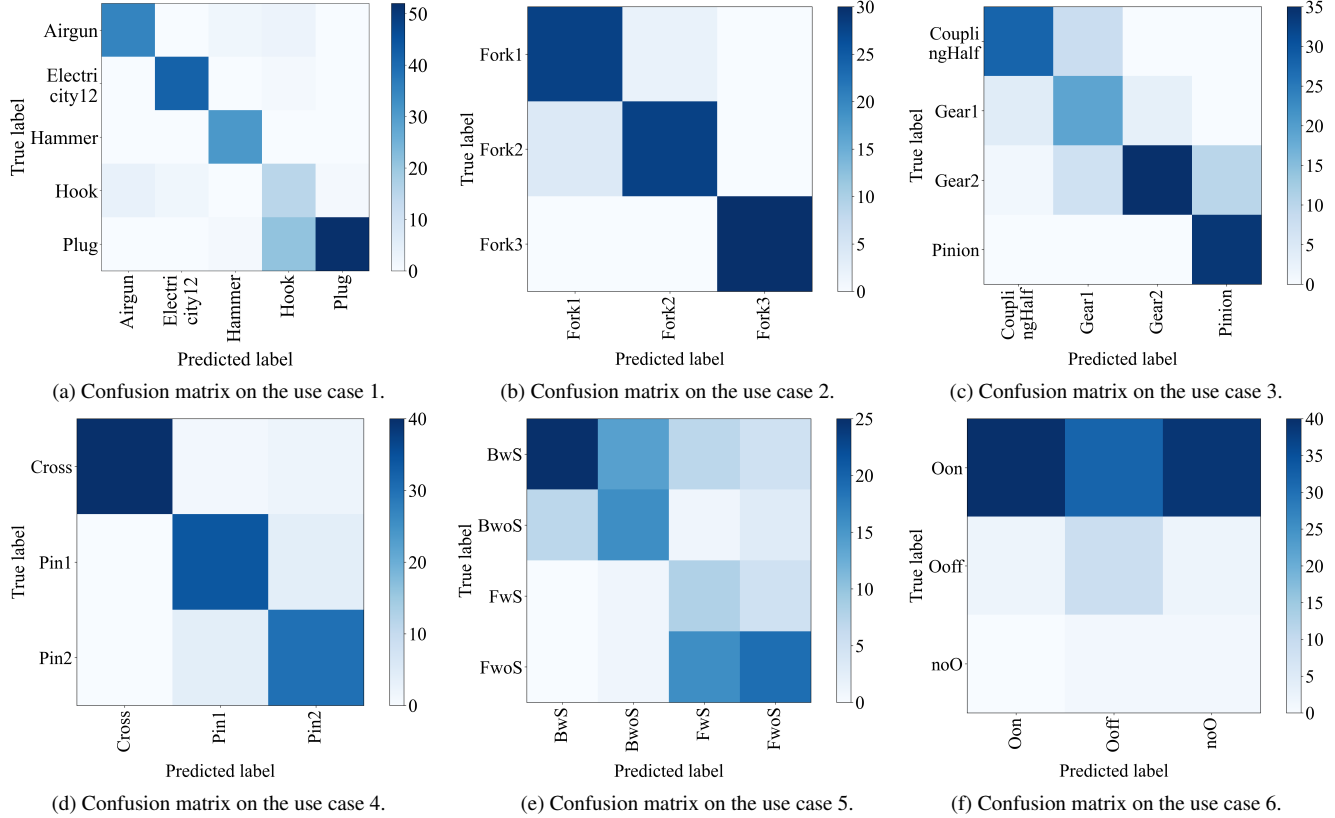 Airgun
Electri
city12
Hammer
Hook
Plug
True label
Airgun
Electri
city12
Hammer
Hook
Plug
Predicted label
50
40
30
20
10
0
(a) Confusion matrix on the use case 1.
Fork1
Fork2
Fork3
True label
Fork1
Fork2
Fork3
Predicted label
30
25
20
15
10
5
0
(b) Confusion matrix on the use case 2.
Coupli
ngHalf
Gear1
Gear2
Pinion
True label
Coupli
ngHalf
Gear1
Gear2
Pinion
Predicted label
35
30
25
20
15
10
5
0
(c) Confusion matrix on the use case 3.
Cross
Pin1
Pin2
True label
Cross
Pin1
Pin2
Predicted label
40
30
20
10
0
(d) Confusion matrix on the use case 4.
BwS
BwoS
FwS
FwoS
True label
BwS
BwoS
FwS
FwoS
Predicted label
25
20
15
10
5
0
(e) Confusion matrix on the use case 5.
Oon
Ooff
noO
True label
Oon
Ooff
noO
Predicted label
40
35
30
25
20
15
10
5
0
(f) Confusion matrix on the use case 6.